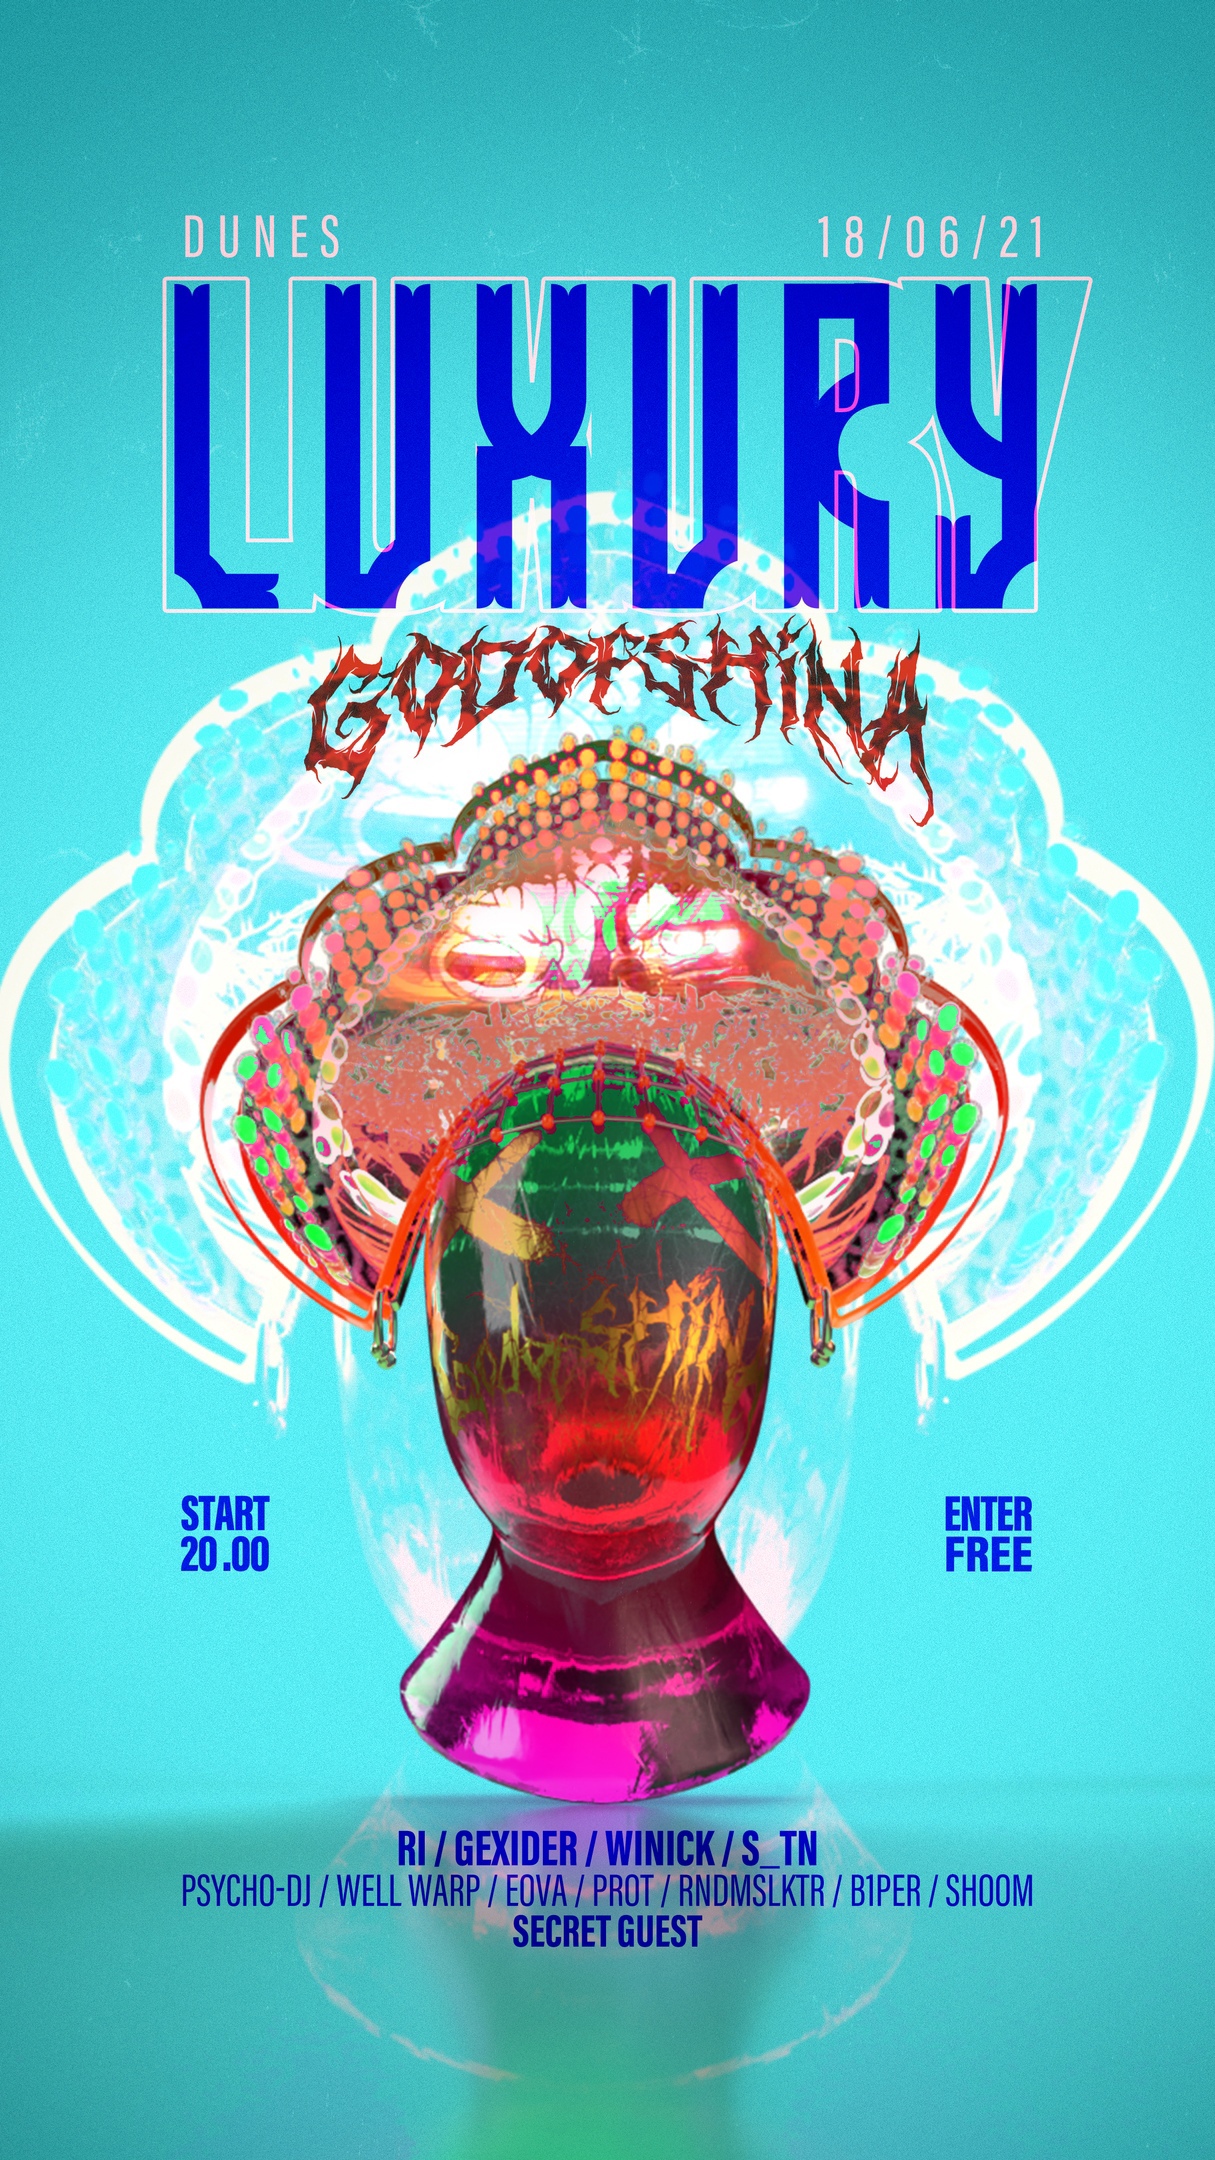 DUNES 18/06/21
LUXURY
GODOFSHINA
GODOFSHINA
START
20.00
ENTER
FREE
RI / GEXIDER / WINICK / S_TN
PSYCHO-DJ / WELL WARP / EOVA / PROT / RNDMSLKTR / B1PER / SHOOM
SECRET GUEST